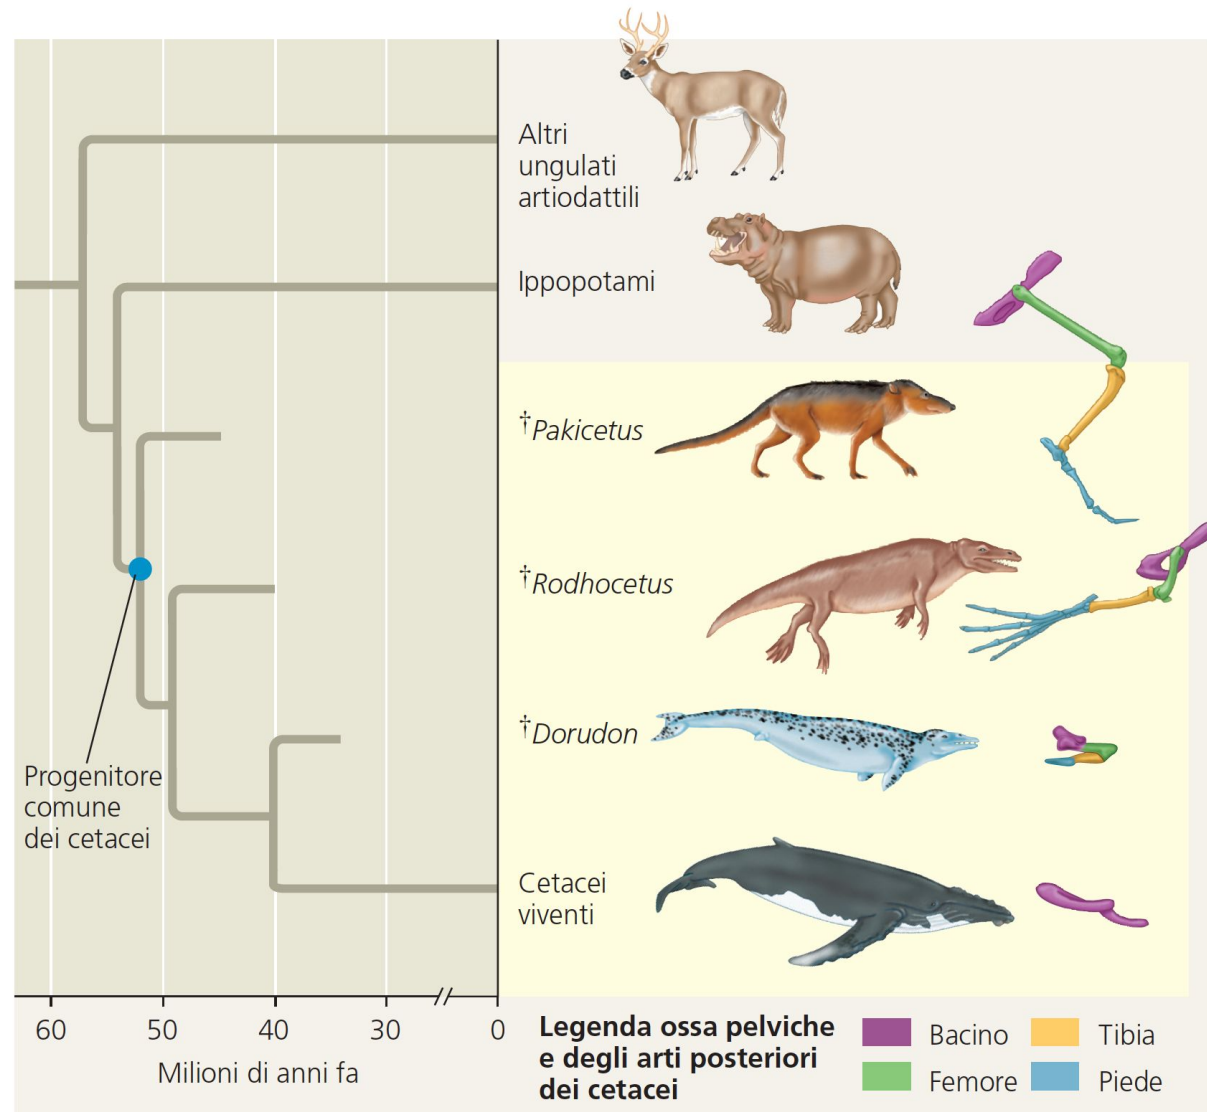 Altri
ungulati
artiodattili
Ippopotami
†Pakicetus
†Rodhocetus
†Dorudon
Progenitore
comune
dei cetacei
Cetacei
viventi
60 50 40 30 0
Milioni di anni fa
Legenda ossa pelviche
e degli arti posteriori
dei cetacei
Bacino Tibia
Femore Piede